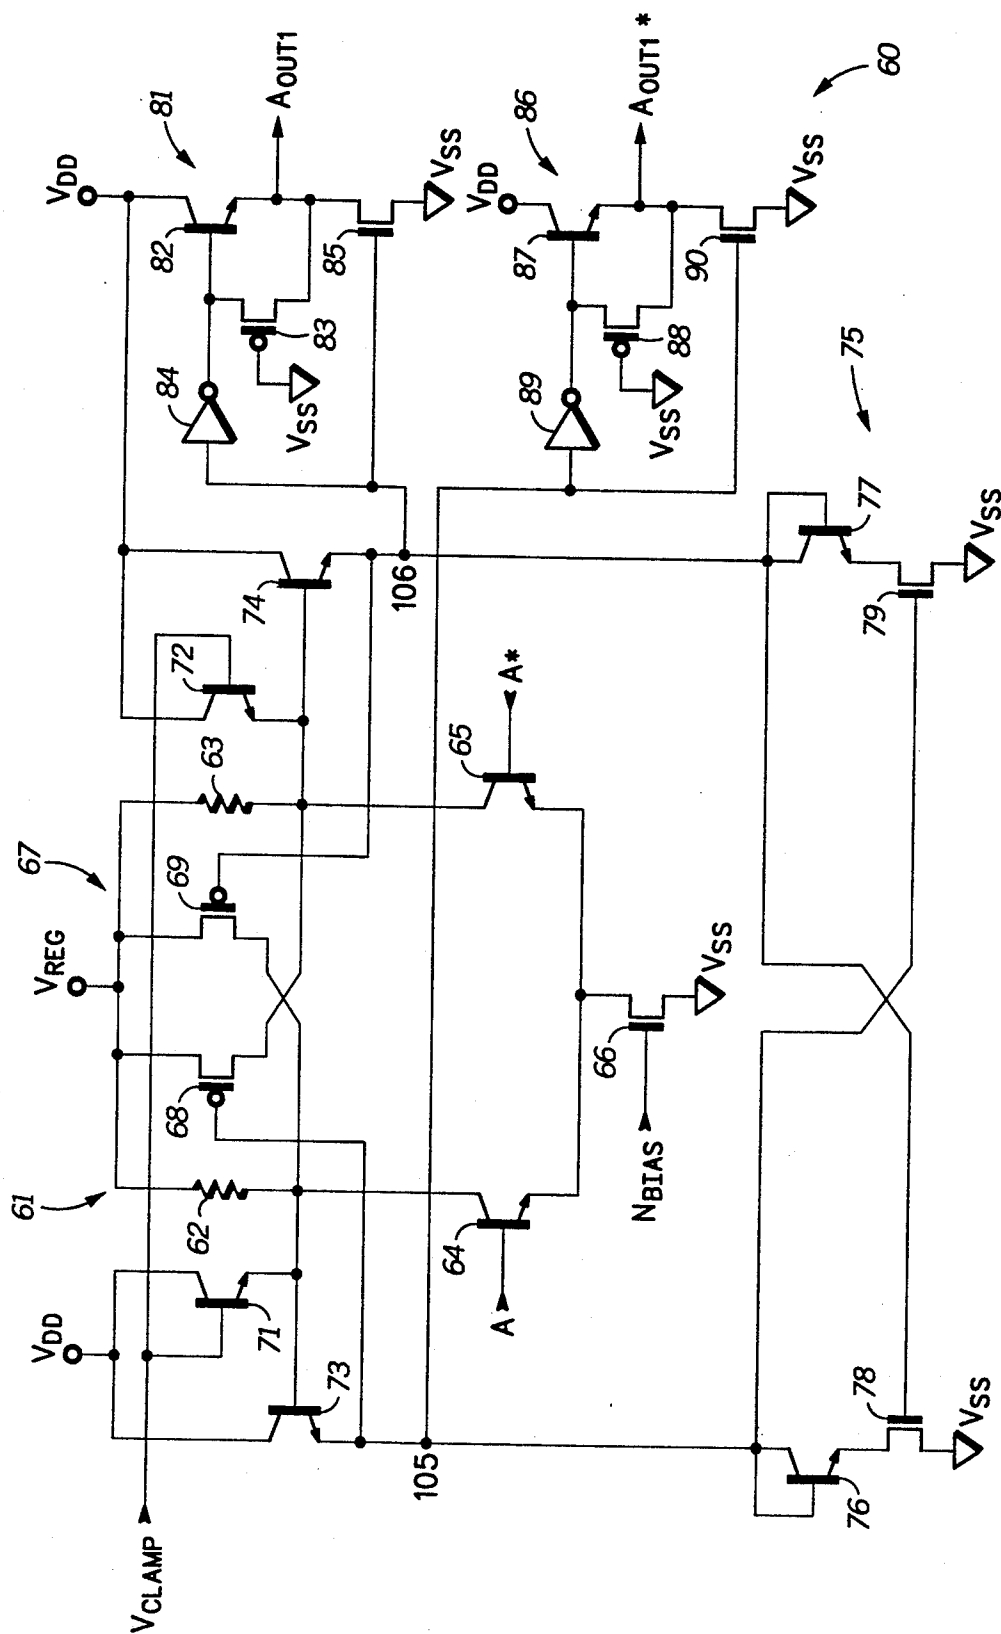 VCLAMP
VDD
61
VREG
67
VDD
81
AOUT1
71
62
68
69
63
72
74
82
84
83
85
VSS
VSS
73
105
106
A
64
65
A*
NBIAS
66
VSS
86
VDD
AOUT1*
87
89
88
90
VSS
VSS
60
75
76
78
VSS
77
79
VSS